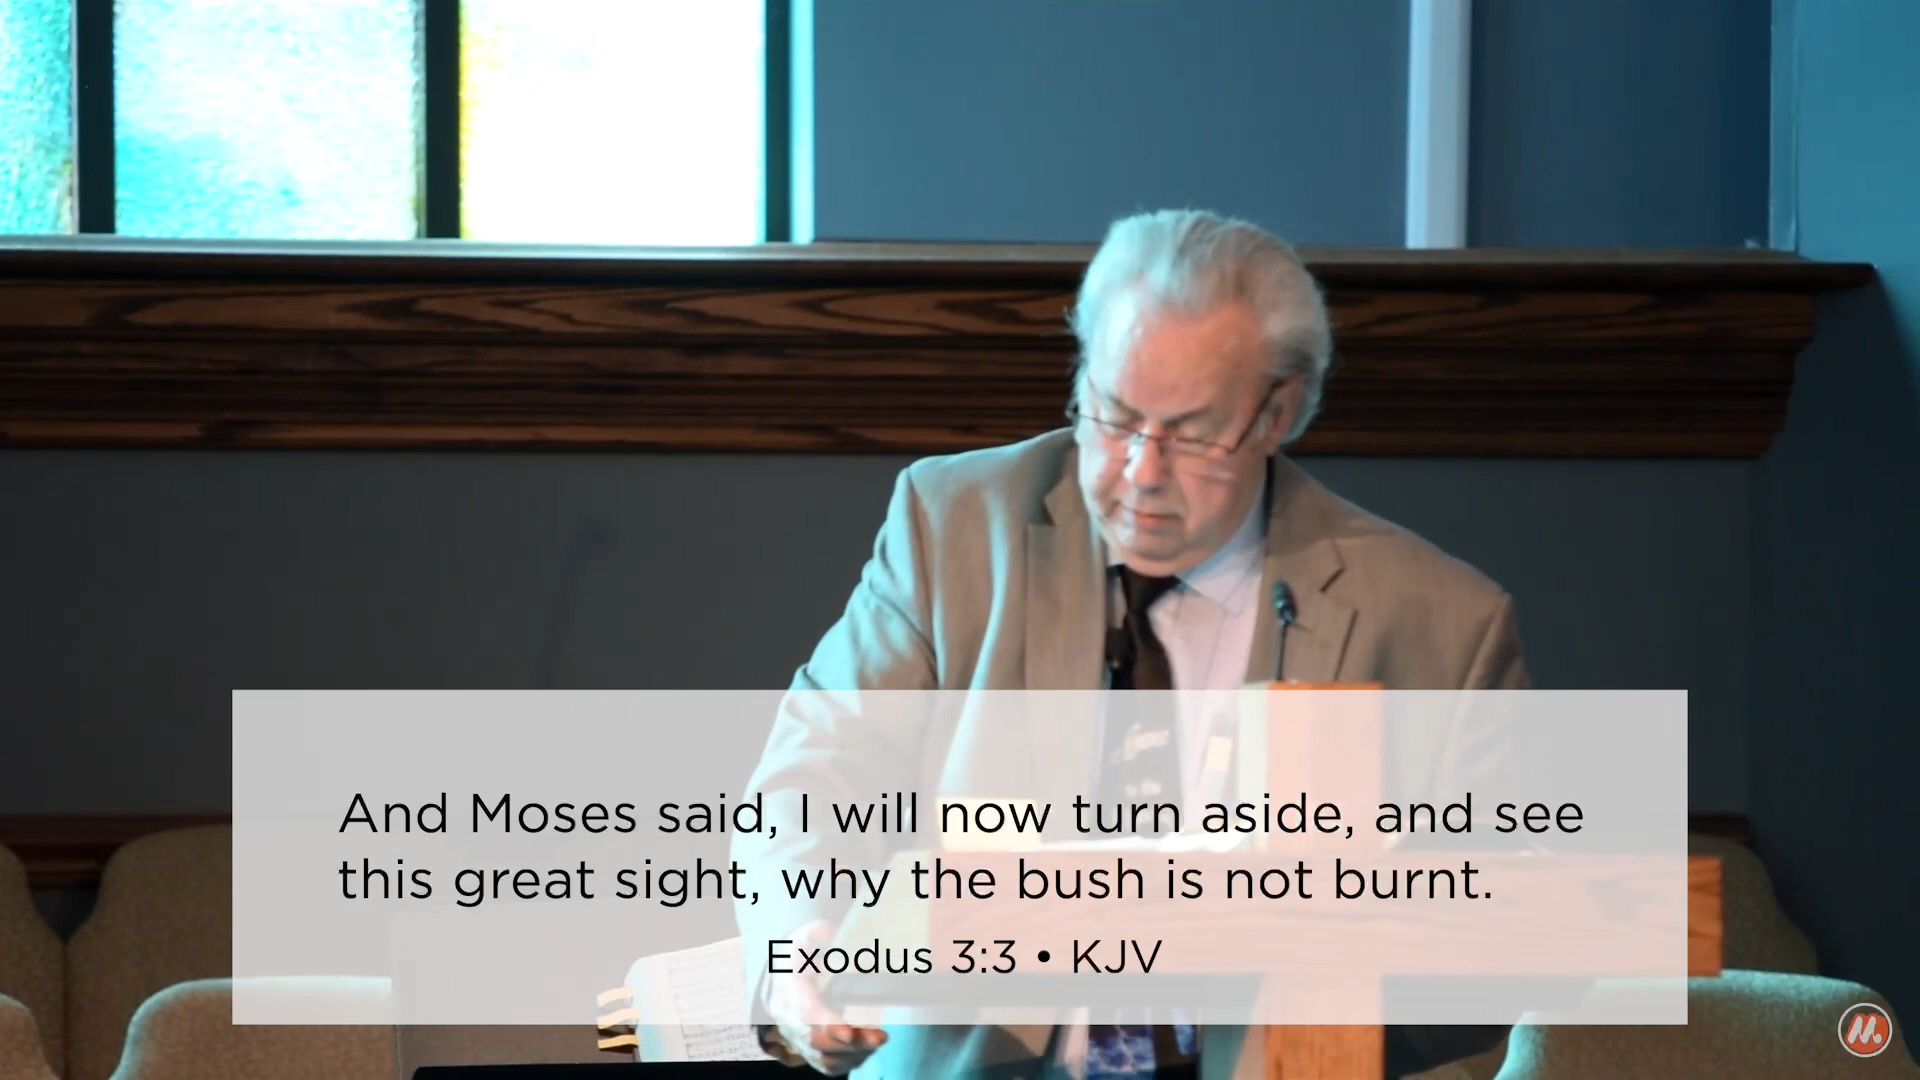 And Moses said, I will now turn aside, and see
this great sight, why the bush is not burnt.
Exodus 3:3 • KJV